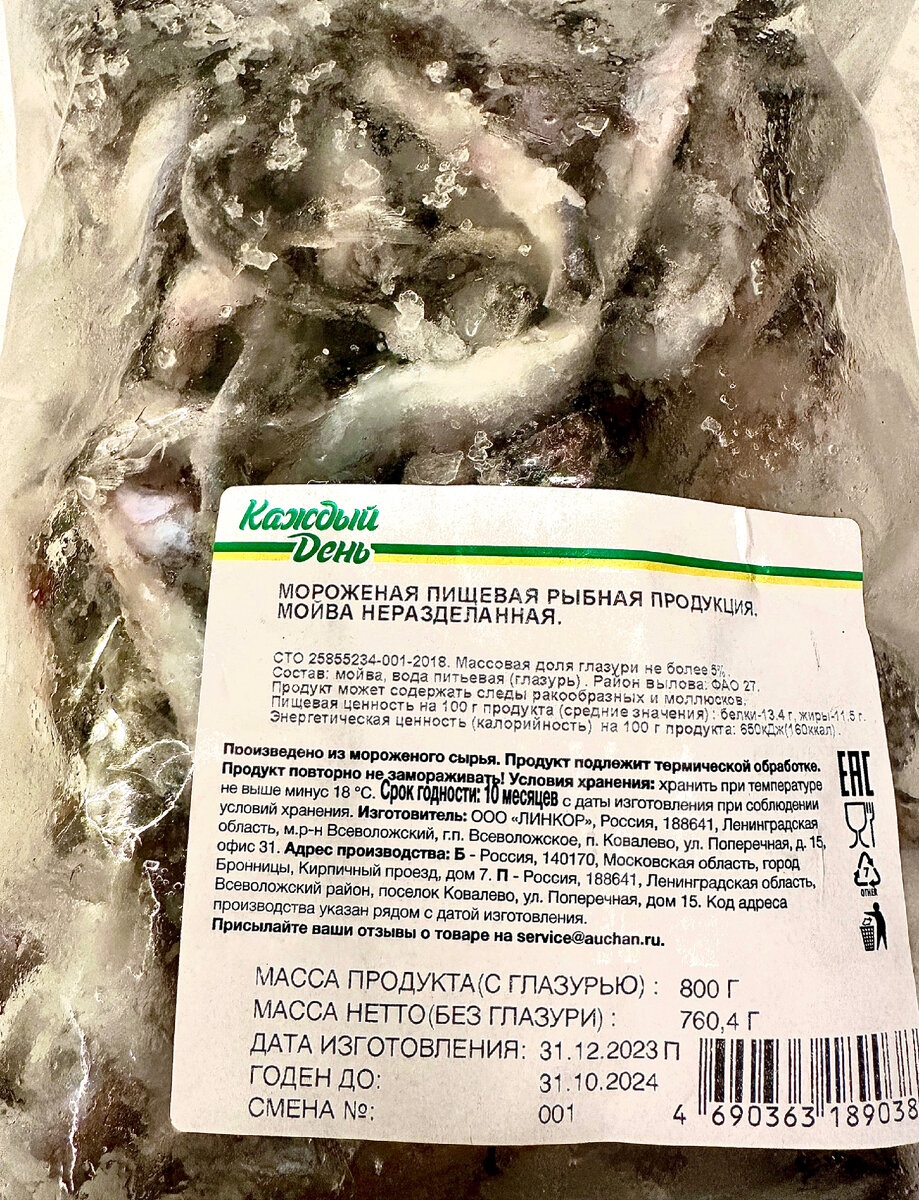 Каждый
День
МОРОЖЕНАЯ ПИЩЕВАЯ РЫБНАЯ ПРОДУКЦИЯ.
МОЙВА НЕРАЗДЕЛАННАЯ.
СТО 25855234-001-2018. Массовая доля глазури не более 5%.
Состав: мойва, вода питьевая (глазурь) . Район вылова: ФАО 27.
Продукт может содержать следы ракообразных и моллюсков.
Пищевая ценность на 100 г продукта (средние значения) : белки-13.4 г, жиры-11.5 г.
Энергетическая ценность (калорийность) на 100 г продукта: 650кДж(160ккал).
Произведено из мороженого сырья. Продукт подлежит термической обработке.
Продукт повторно не замораживать! Условия хранения: хранить при температуре
не выше минус 18 °С. Срок годности: 10 месяцев с даты изготовления при соблюдении
условий хранения. Изготовитель: ООО «ЛИНКОР», Россия, 188641, Ленинградская
область, м.р-н Всеволожский, г.п. Всеволожское, п. Ковалево, ул. Поперечная, д. 15,
офис 31. Адрес производства: Б - Россия, 140170, Московская область, город
Бронницы, Кирпичный проезд, дом 7. П - Россия, 188641, Ленинградская область,
Всеволожский район, поселок Ковалево, ул. Поперечная, дом 15. Код адреса
производства указан рядом с датой изготовления.
Присылайте ваши отзывы о товаре на service@auchan.ru.
EAC
7
OTHER
МАССА ПРОДУКТА(С ГЛАЗУРЬЮ) : 800 Г
МАССА НЕТТО(БЕЗ ГЛАЗУРИ) : 760,4 Г
ДАТА ИЗГОТОВЛЕНИЯ: 31.12.2023 П
ГОДЕН ДО: 31.10.2024
СМЕНА №: 001
4 690363 189038